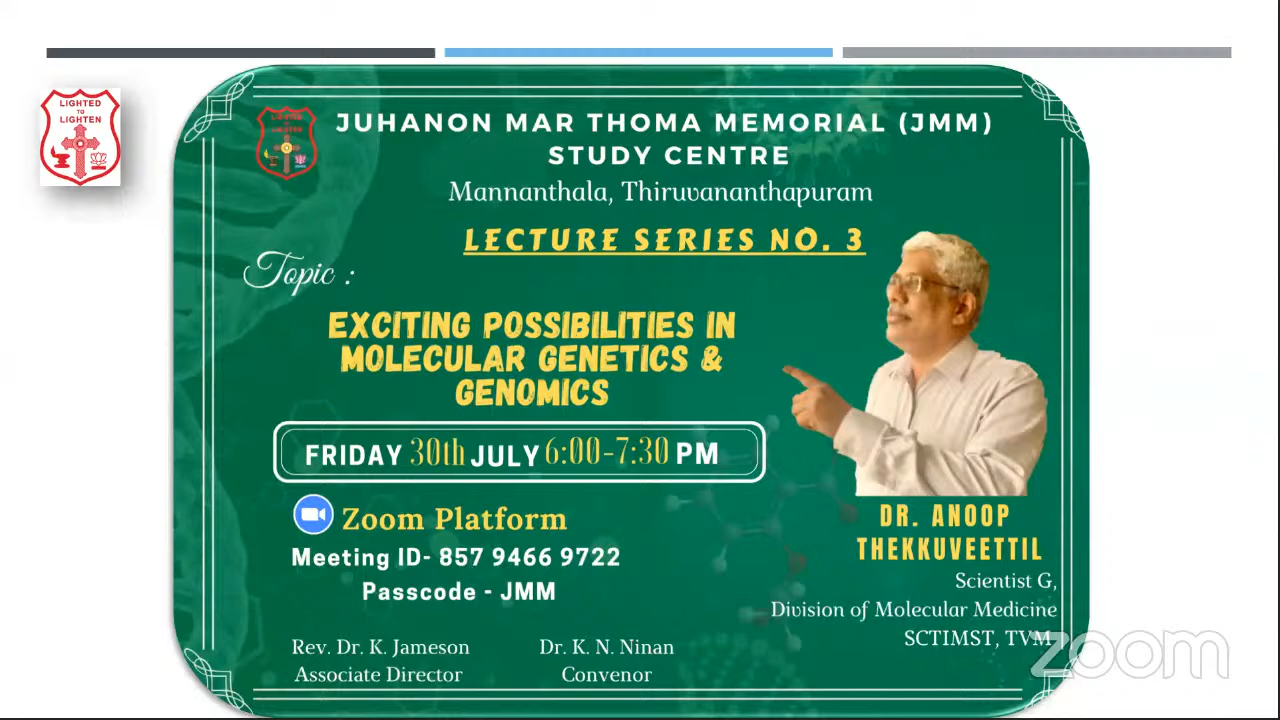 LIGHTED
TO
LIGHTEN
JUHANON MAR THOMA MEMORIAL (JMM)
STUDY CENTRE
Mannanthala, Thiruvananthapuram
LECTURE SERIES NO. 3
Topic :
EXCITING POSSIBILITIES IN
MOLECULAR GENETICS &
GENOMICS
FRIDAY 30th JULY 6:00-7:30 PM
Zoom Platform
Meeting ID- 857 9466 9722
Passcode - JMM
DR. ANOOP
THEKKUVEETTIL
Scientist G,
Division of Molecular Medicine
SCTIMST, TVM
Rev. Dr. K. Jameson
Associate Director
Dr. K. N. Ninan
Convenor
zoom